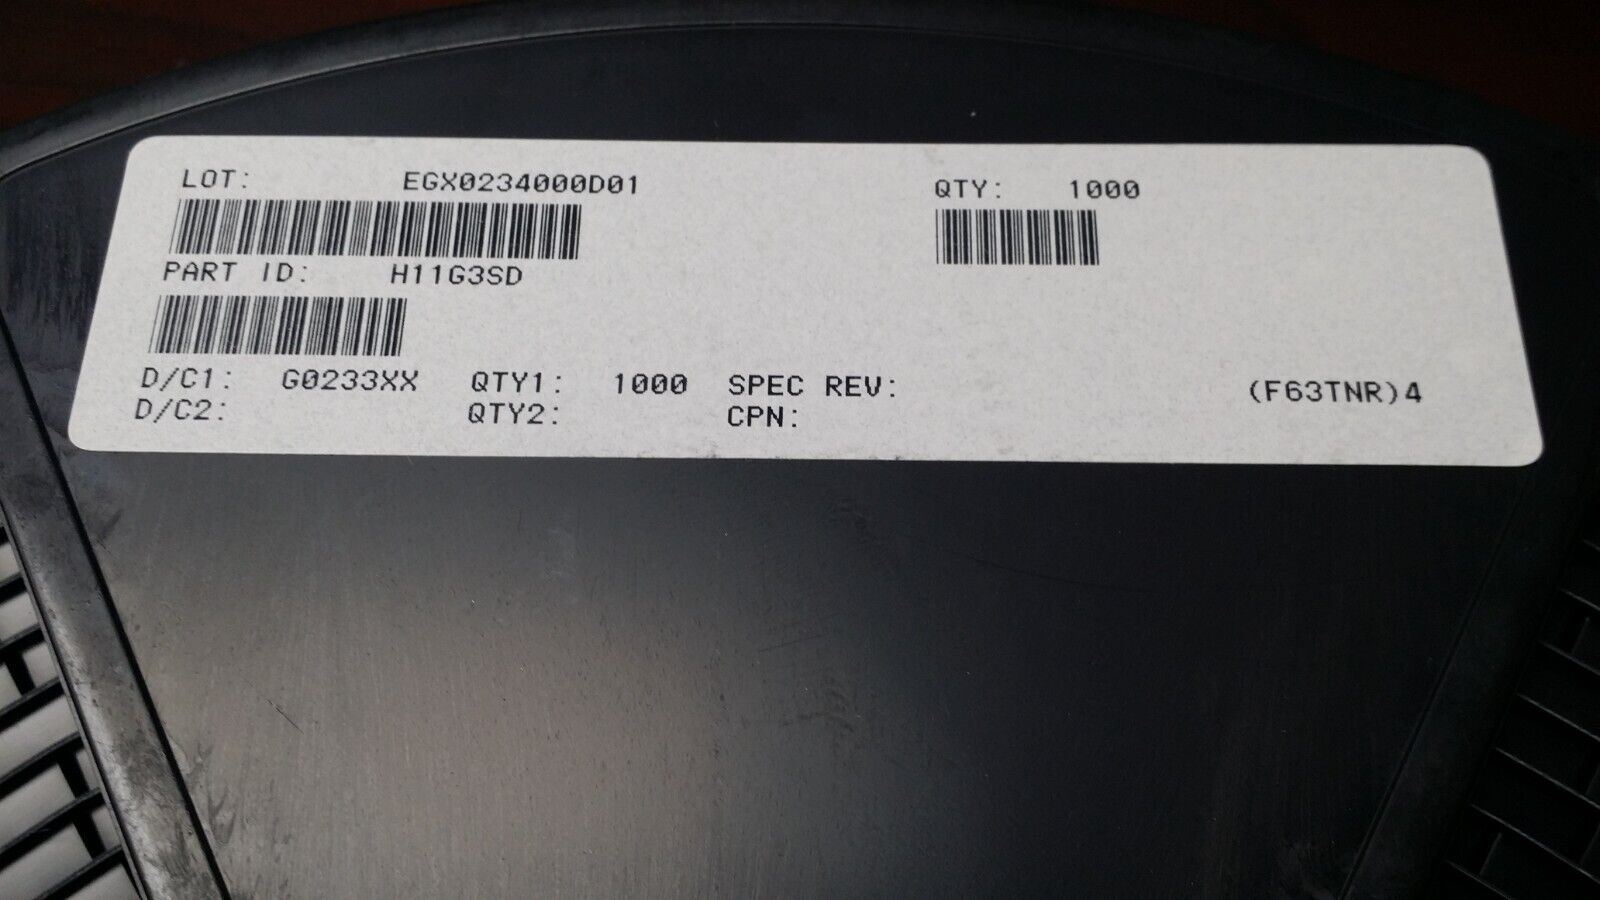 LOT: EGX0234000D01 QTY: 1000
PART ID: H11G3SD
D/C1: G0233XX QTY1: 1000 SPEC REV: (F63TNR)4
D/C2: QTY2: CPN: